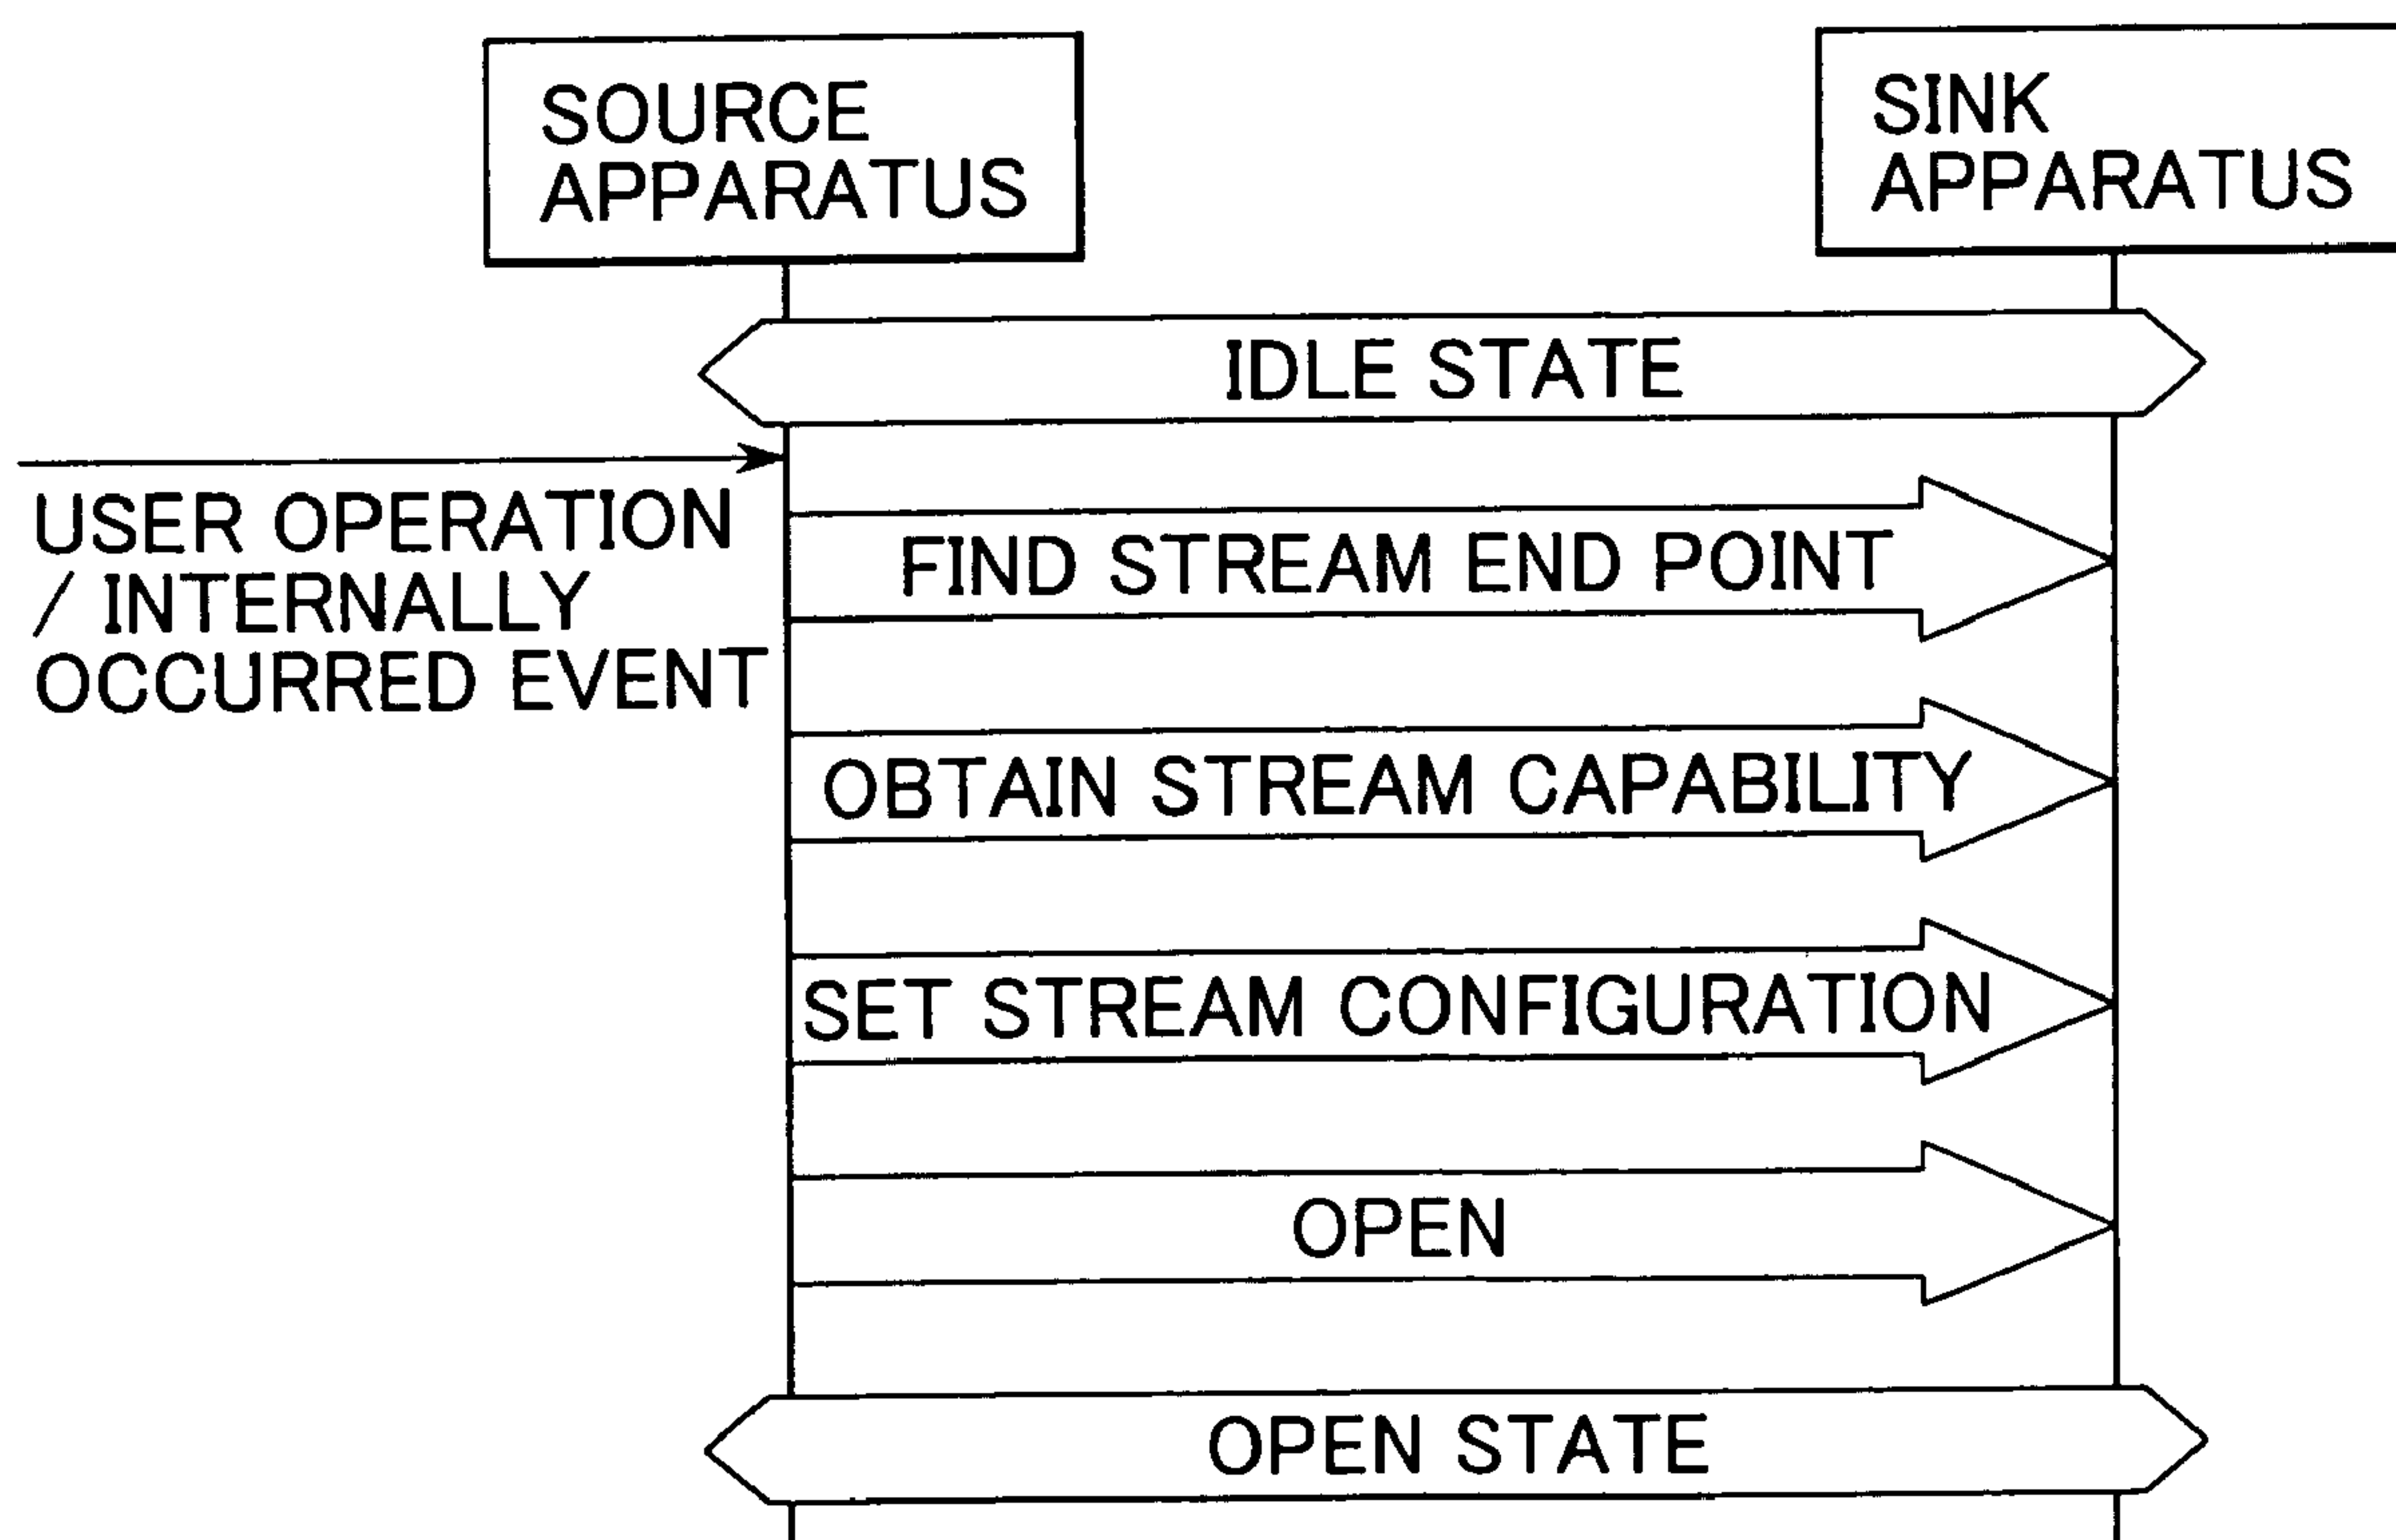 SOURCE
APPARATUS
SINK
APPARATUS
IDLE STATE
USER OPERATION
/ INTERNALLY
OCCURRED EVENT
FIND STREAM END POINT
OBTAIN STREAM CAPABILITY
SET STREAM CONFIGURATION
OPEN
OPEN STATE